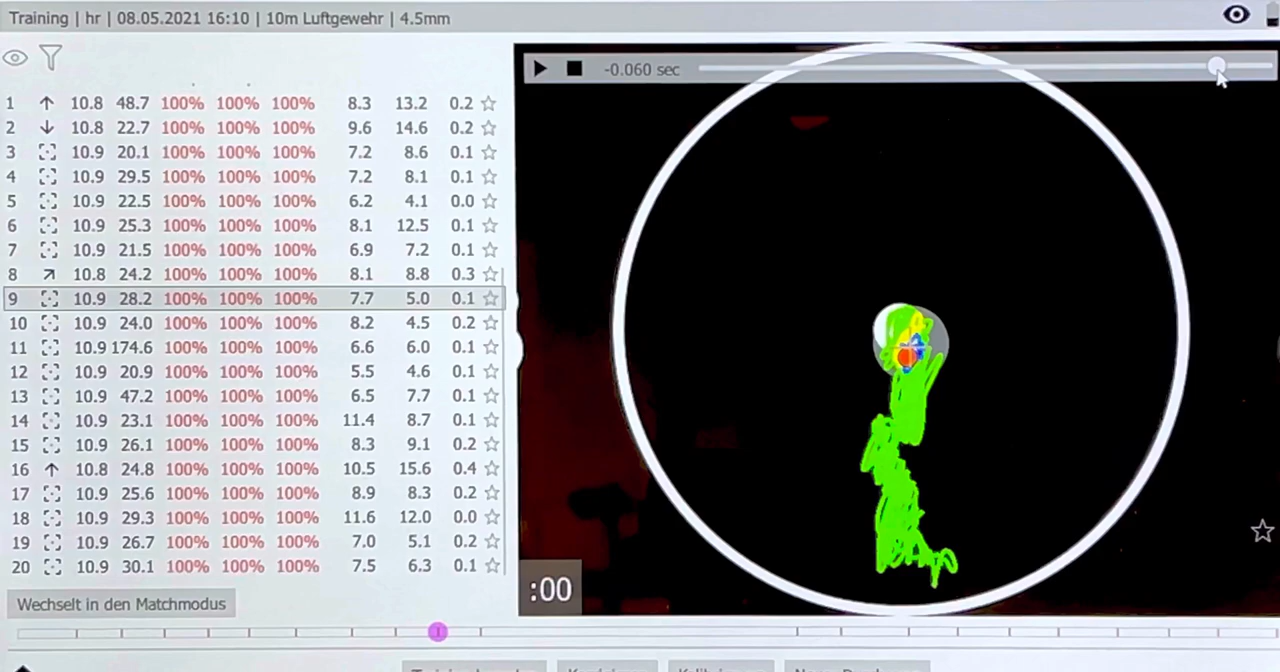 Training | hr | 08.05.2021 16:10 | 10m Luftgewehr | 4.5mm
-0.060 sec
1 ↑ 10.8 48.7 100% 100% 100% 8.3 13.2 0.2
2 ↓ 10.8 22.7 100% 100% 100% 9.6 14.6 0.2
3 10.9 20.1 100% 100% 100% 7.2 8.6 0.1
4 10.9 29.5 100% 100% 100% 7.2 8.1 0.1
5 10.9 22.5 100% 100% 100% 6.2 4.1 0.0
6 10.9 25.3 100% 100% 100% 8.1 12.5 0.1
7 10.9 21.5 100% 100% 100% 6.9 7.2 0.1
8 ↗ 10.8 24.2 100% 100% 100% 8.1 8.8 0.3
9 10.9 28.2 100% 100% 100% 7.7 5.0 0.1
10 10.9 24.0 100% 100% 100% 8.2 4.5 0.2
11 10.9 174.6 100% 100% 100% 6.6 6.0 0.1
12 10.9 20.9 100% 100% 100% 5.5 4.6 0.1
13 10.9 47.2 100% 100% 100% 6.5 7.7 0.1
14 10.9 23.1 100% 100% 100% 11.4 8.7 0.1
15 10.9 26.1 100% 100% 100% 8.3 9.1 0.2
16 ↑ 10.8 24.8 100% 100% 100% 10.5 15.6 0.4
17 10.9 25.6 100% 100% 100% 8.9 8.3 0.2
18 10.9 29.3 100% 100% 100% 11.6 12.0 0.0
19 10.9 26.7 100% 100% 100% 7.0 5.1 0.2
20 10.9 30.1 100% 100% 100% 7.5 6.3 0.1
:00
Wechselt in den Matchmodus